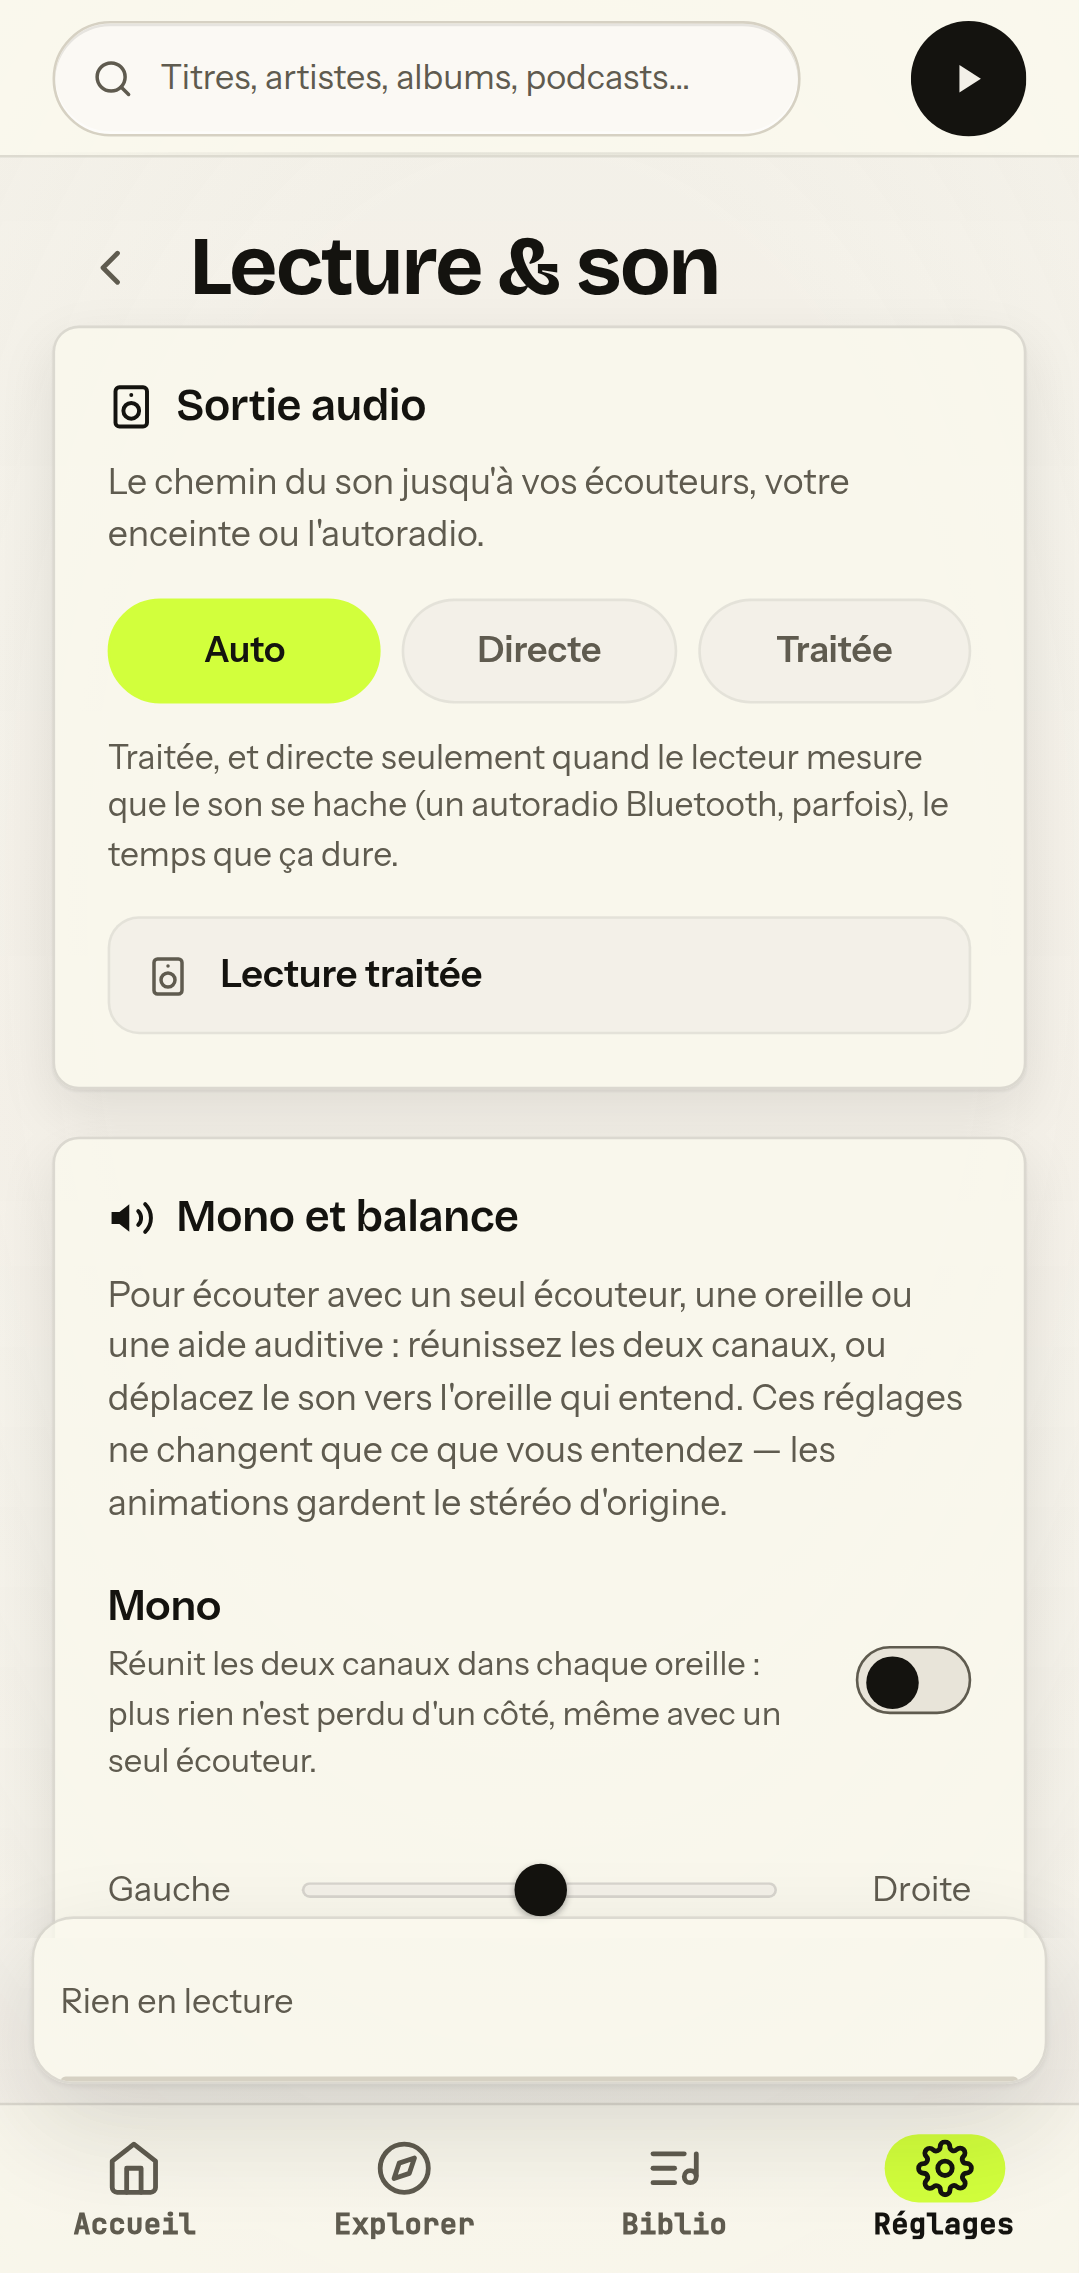 Titres, artistes, albums, podcasts...
Lecture & son
Sortie audio
Le chemin du son jusqu'à vos écouteurs, votre
enceinte ou l'autoradio.
Auto
Directe
Traitée
Traitée, et directe seulement quand le lecteur mesure
que le son se hache (un autoradio Bluetooth, parfois), le
temps que ça dure.
Lecture traitée
Mono et balance
Pour écouter avec un seul écouteur, une oreille ou
une aide auditive : réunissez les deux canaux, ou
déplacez le son vers l'oreille qui entend. Ces réglages
ne changent que ce que vous entendez — les
animations gardent le stéréo d'origine.
Mono
Réunit les deux canaux dans chaque oreille :
plus rien n'est perdu d'un côté, même avec un
seul écouteur.
Gauche
Droite
Rien en lecture
Accueil
Explorer
Biblio
Réglages